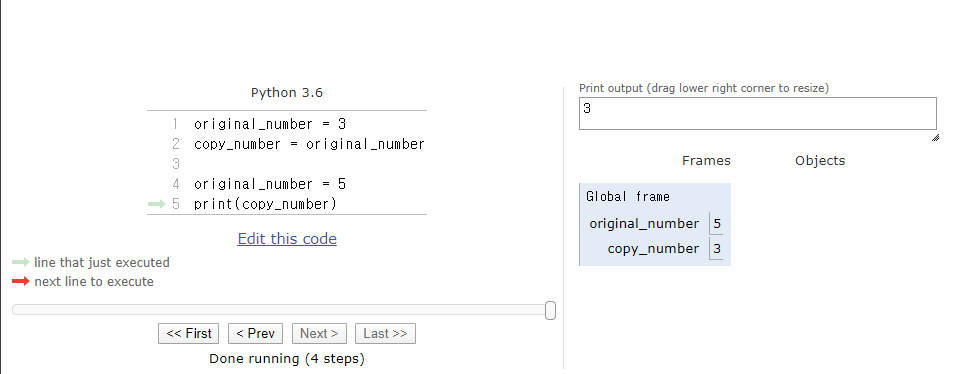 Python 3.6
1 original_number = 3
2 copy_number = original_number
3
4 original_number = 5
5 print(copy_number)
Edit this code
line that just executed
next line to execute
<< First < Prev Next > Last >>
Done running (4 steps)
Print output (drag lower right corner to resize)
3
Frames Objects
Global frame
original_number 5
copy_number 3